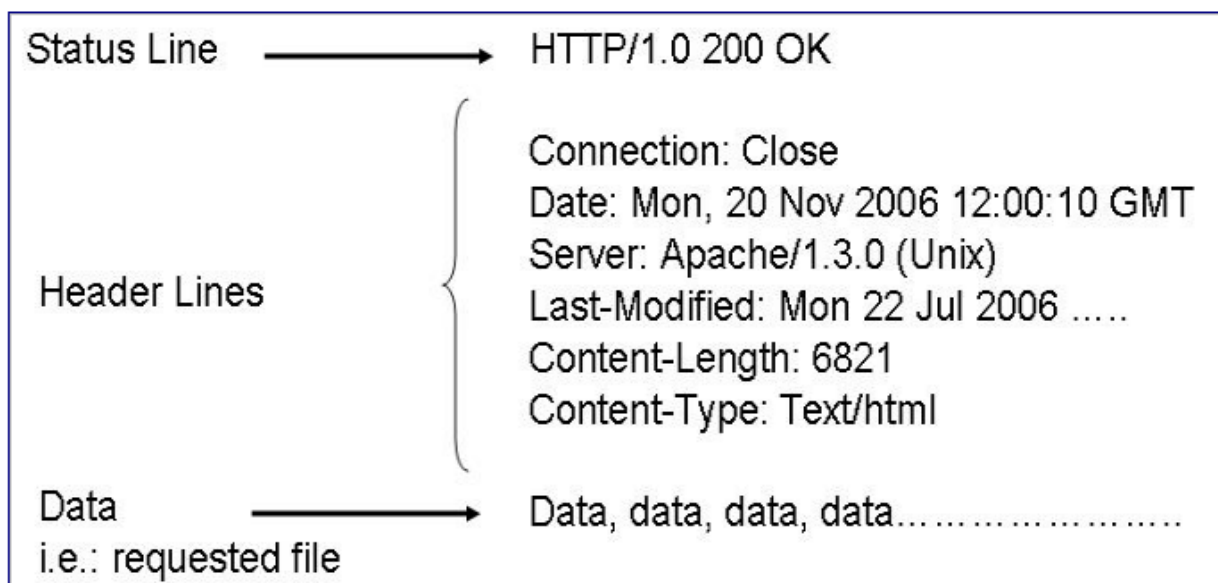 Status Line HTTP/1.0 200 OK
Header Lines
Connection: Close
Date: Mon, 20 Nov 2006 12:00:10 GMT
Server: Apache/1.3.0 (Unix)
Last-Modified: Mon 22 Jul 2006 …..
Content-Length: 6821
Content-Type: Text/html
Data Data, data, data, data…………………..
i.e.: requested file